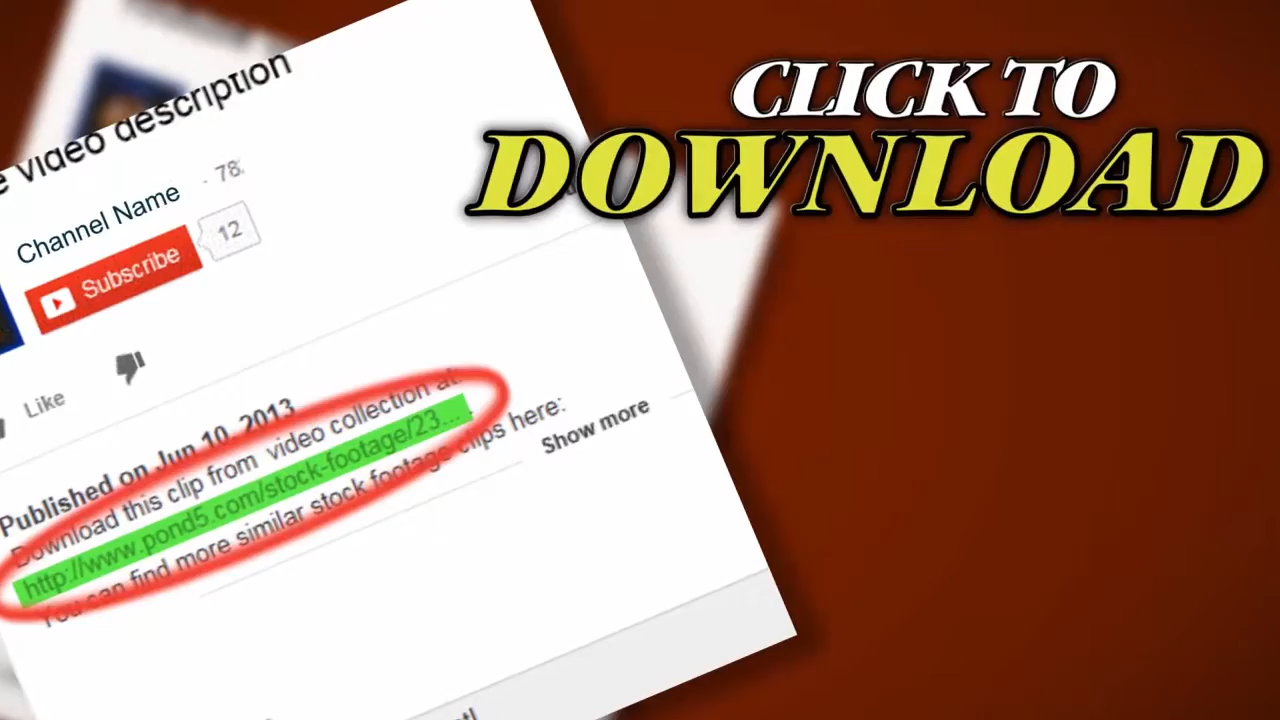 CLICK TO
DOWNLOAD
video description
Channel Name
Subscribe
12
Like
Published on Jun 10, 2013
Download this clip from video collection at
http://www.pond5.com/stock-footage/23...
You can find more similar stock footage clips here:
Show more